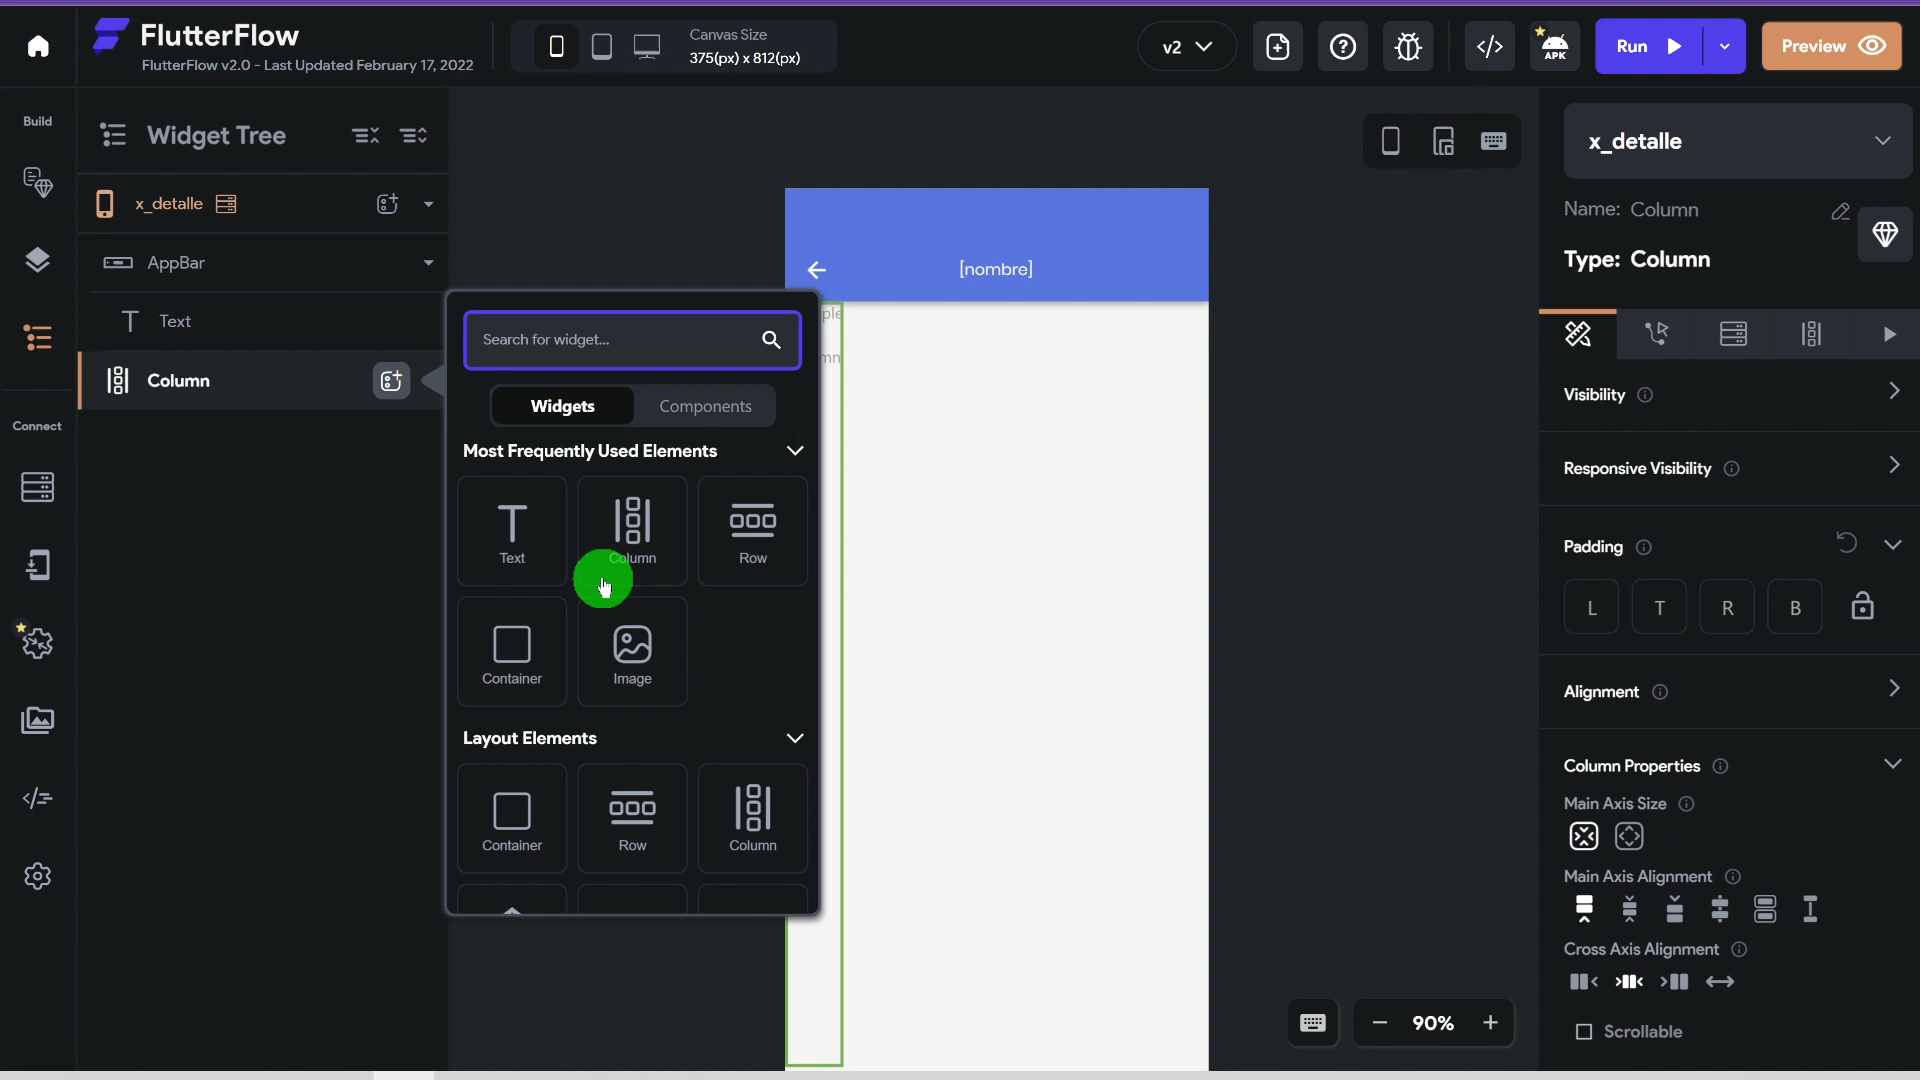 FlutterFlow
FlutterFlow v2.0 - Last Updated February 17, 2022
Canvas Size
375(px) x 812(px)
v2
APK
Run
Preview
Build
Connect
Widget Tree
x_detalle
AppBar
Text
Column
Search for widget...
Widgets
Components
Most Frequently Used Elements
Text
Column
Row
Container
Image
Layout Elements
Container
Row
Column
[nombre]
90%
x_detalle
Name: Column
Type: Column
Visibility
Responsive Visibility
Padding
L
T
R
B
Alignment
Column Properties
Main Axis Size
Main Axis Alignment
Cross Axis Alignment
Scrollable